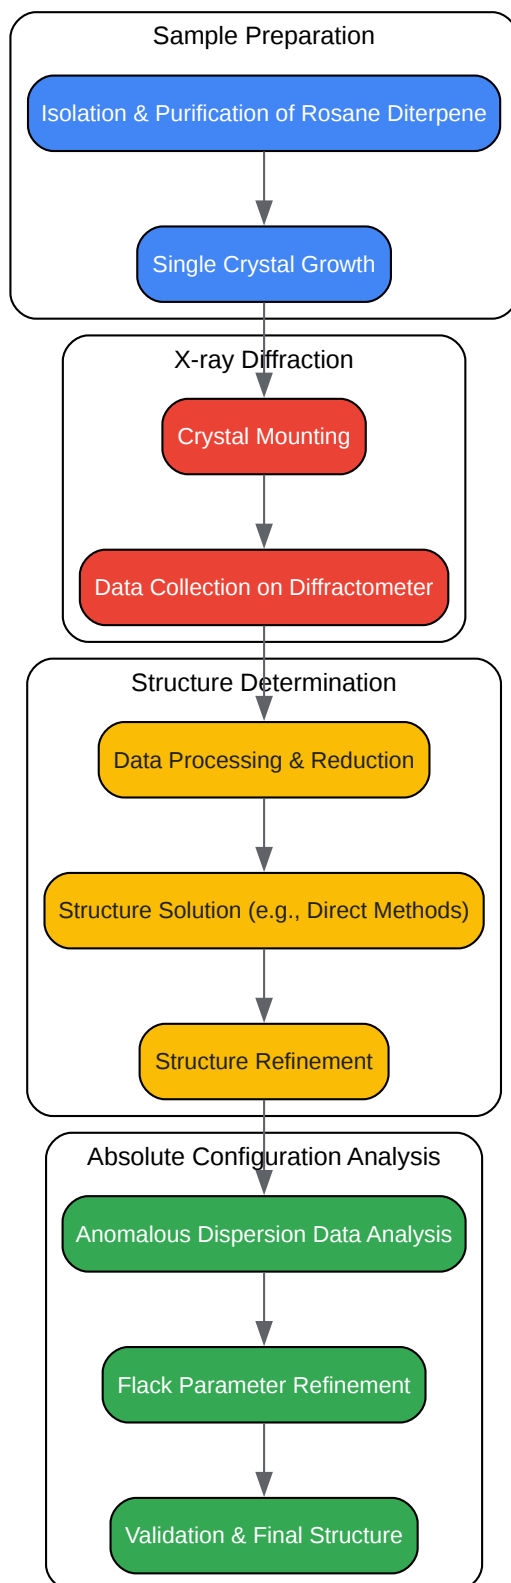 Sample Preparation
Isolation & Purification of Rosane Diterpene
Single Crystal Growth
X-ray Diffraction
Crystal Mounting
Data Collection on Diffractometer
Structure Determination
Data Processing & Reduction
Structure Solution (e.g., Direct Methods)
Structure Refinement
Absolute Configuration Analysis
Anomalous Dispersion Data Analysis
Flack Parameter Refinement
Validation & Final Structure